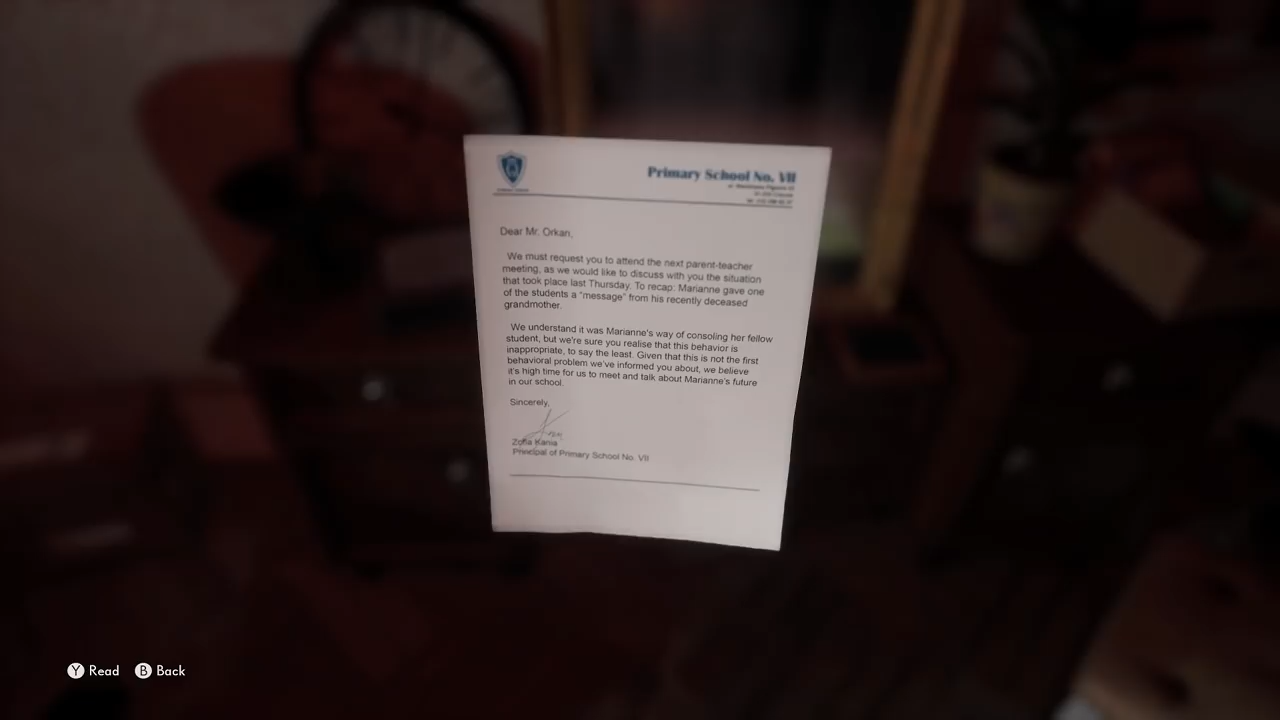 Primary School No. VII
Dear Mr. Orkan,
We must request you to attend the next parent-teacher
meeting, as we would like to discuss with you the situation
that took place last Thursday. To recap: Marianne gave one
of the students a "message" from his recently deceased
grandmother.
We understand it was Marianne's way of consoling her fellow
student, but we're sure you realise that this behavior is
inappropriate, to say the least. Given that this is not the first
behavioral problem we've informed you about, we believe
it's high time for us to meet and talk about Marianne's future
in our school.
Sincerely,
Zofia Kania
Principal of Primary School No. VII
Y Read B Back